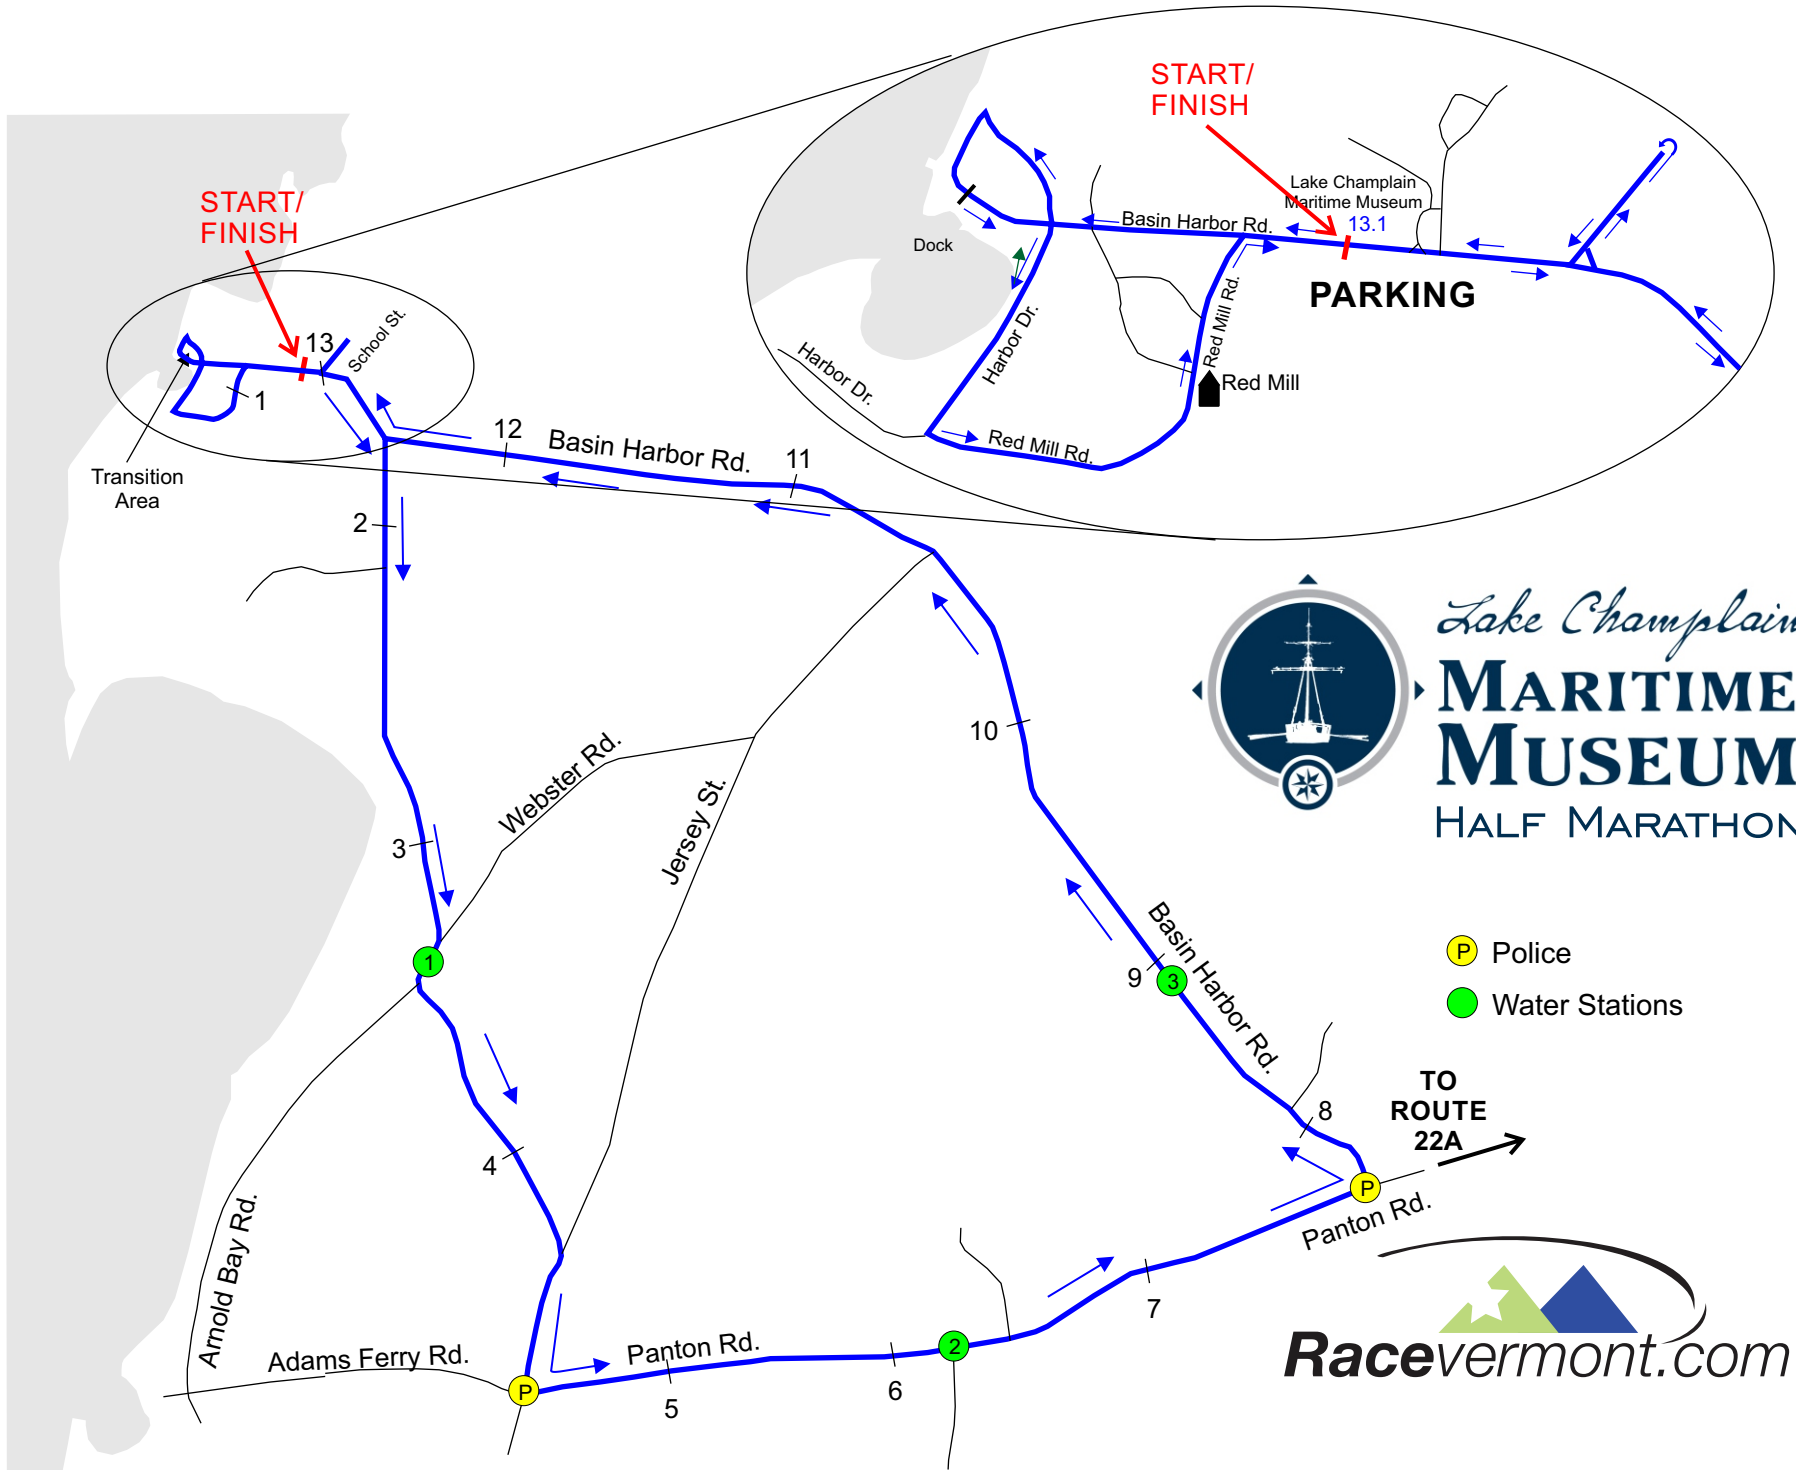 START/
FINISH
START/
FINISH
Lake Champlain
Maritime Museum
13.1
Basin Harbor Rd.
Dock
PARKING
Harbor Dr.
Harbor Dr.
Red Mill Rd.
Red Mill
Red Mill Rd.
13
School St.
1
Transition
Area
12
Basin Harbor Rd.
11
2
10
Webster Rd.
Jersey St.
3
1
Lake Champlain
MARITIME
MUSEUM
HALF MARATHON
9
3
Basin Harbor Rd.
P Police
Water Stations
4
8
TO
ROUTE
22A
P
Panton Rd.
Arnold Bay Rd.
Adams Ferry Rd.
P
Panton Rd.
5
6
2
7
Racevermont.com